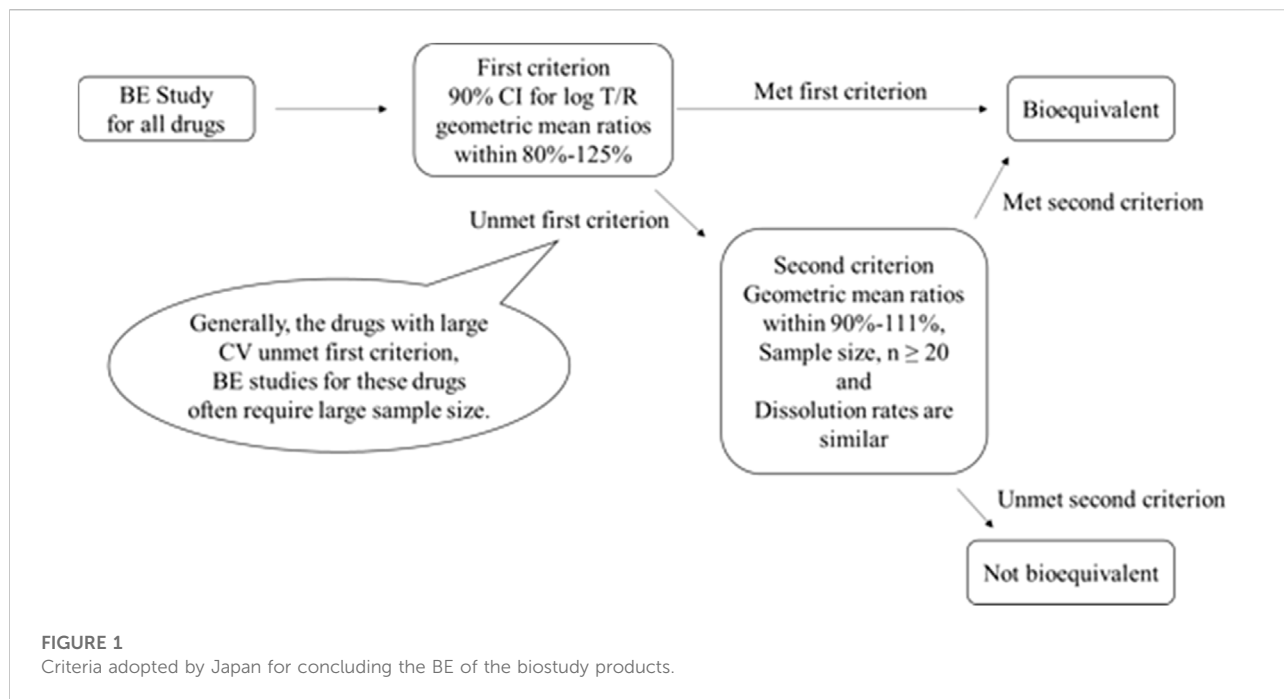 BE Study
for all drugs
First criterion
90% CI for log T/R
geometric mean ratios
within 80%-125%
Met first criterion
Bioequivalent
Unmet first criterion
Met second criterion
Generally, the drugs with large
CV unmet first criterion,
BE studies for these drugs
often require large sample size.
Second criterion
Geometric mean ratios
within 90%-111%,
Sample size, n ≥ 20
and
Dissolution rates are
similar
Unmet second criterion
Not bioequivalent
FIGURE 1
Criteria adopted by Japan for concluding the BE of the biostudy products.